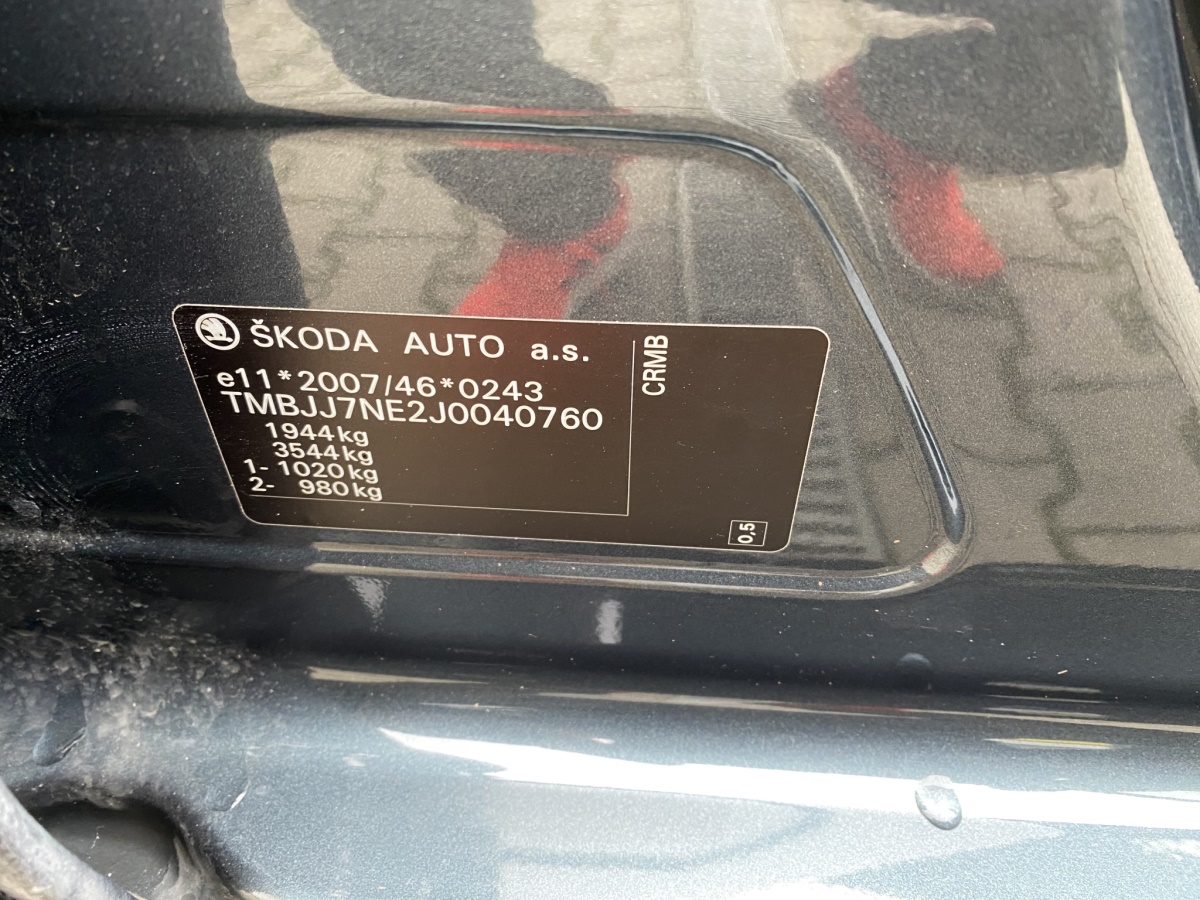 ŠKODA AUTO a.s.
e11*2007/46*0243
TMBJJ7NE2J0040760
1944kg
3544kg
1- 1020kg
2- 980kg
CRMB
0,5